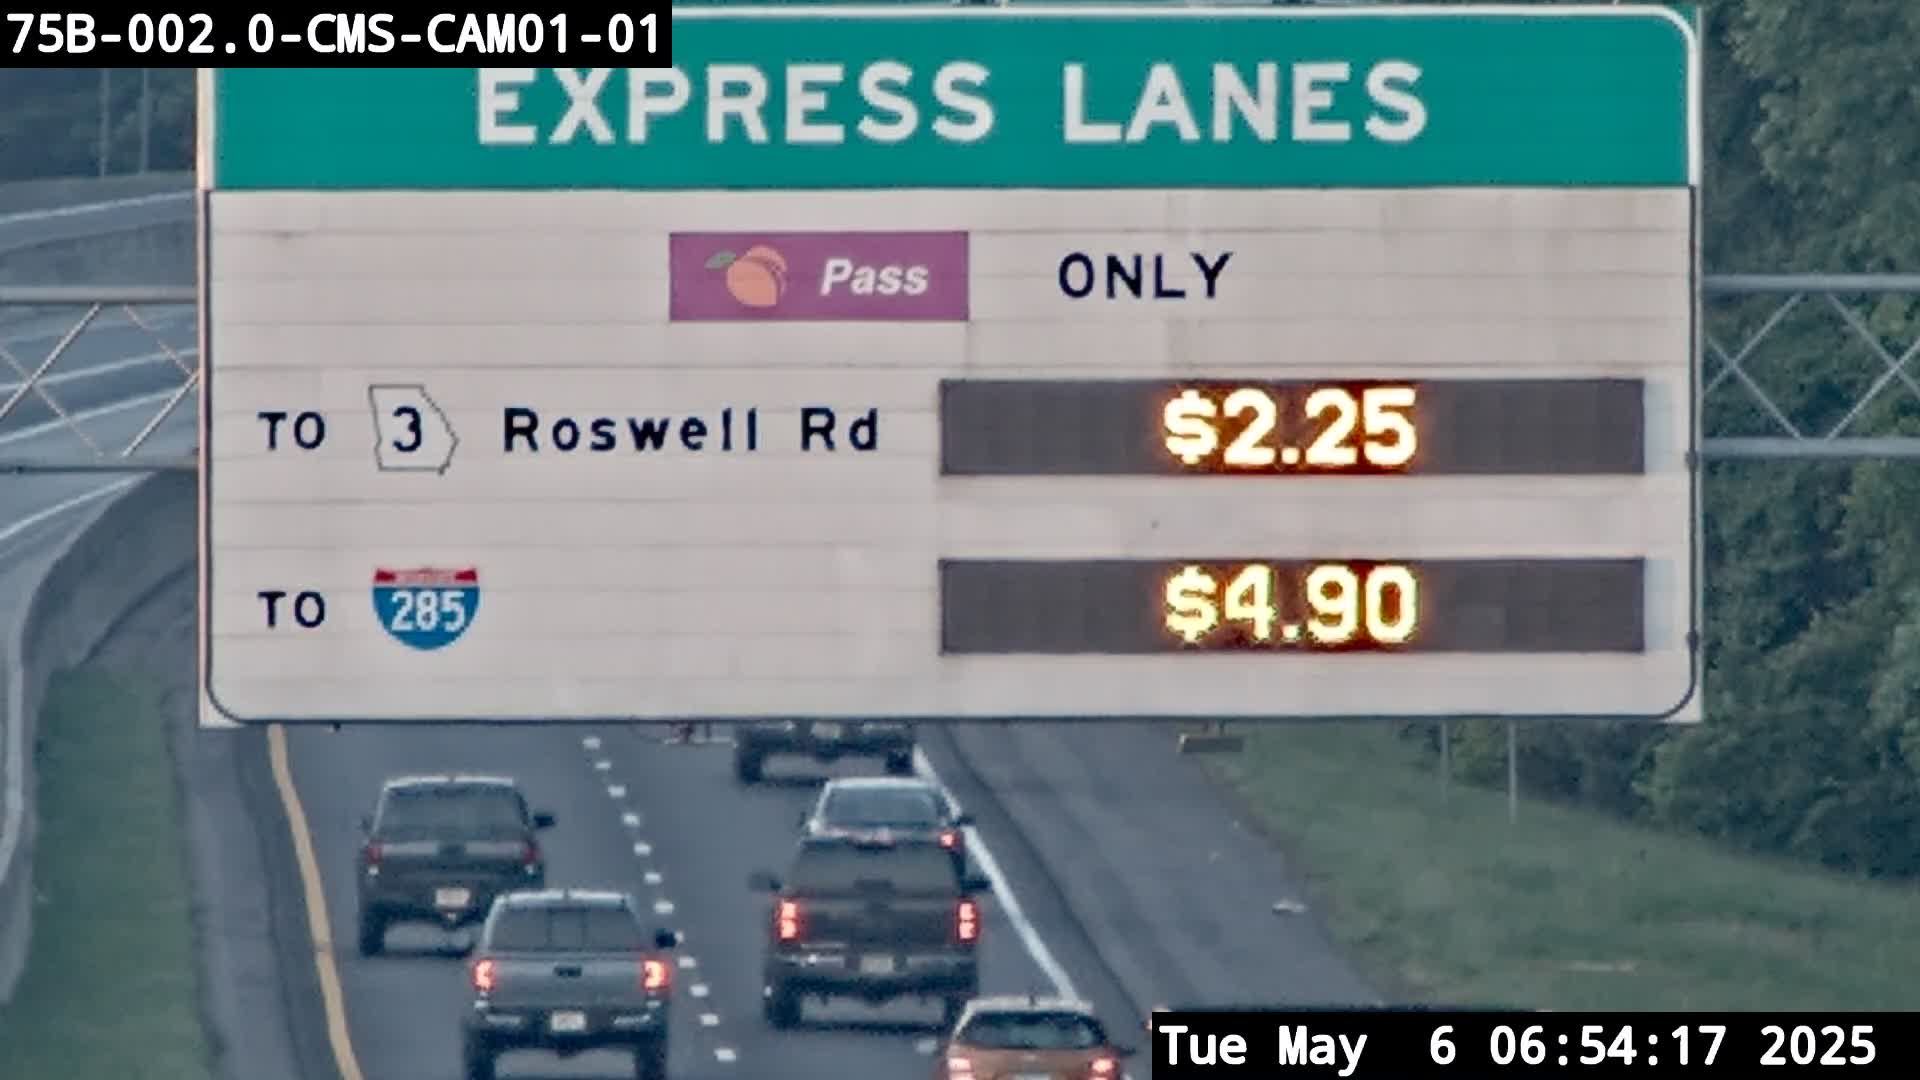 75B-002.0-CMS-CAM01-01
EXPRESS LANES
Pass ONLY
TO 3 Roswell Rd $2.25
TO 285 $4.90
Tue May 6 06:54:17 2025